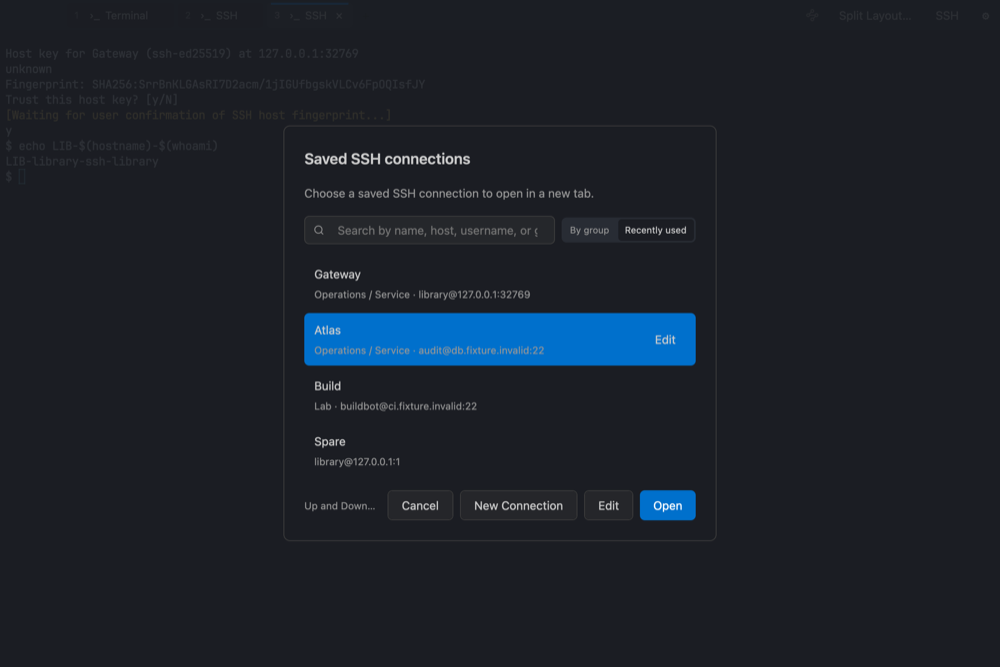 >_ Terminal
>_ SSH
>_ SSH ×
Split Layout...
SSH
Host key for Gateway (ssh-ed25519) at 127.0.0.1:32769
unknown
Trust this host key? [y/N]
[Waiting for user confirmation of SSH host fingerprint...]
y
$ echo LIB-$(hostname)-$(whoami)
LIB-library-ssh-library
$
Saved SSH connections
Choose a saved SSH connection to open in a new tab.
Search by name, host, username, or g
By group
Recently used
Gateway
Operations / Service · library@127.0.0.1:32769
Atlas
Operations / Service · audit@db.fixture.invalid:22
Edit
Build
Lab · buildbot@ci.fixture.invalid:22
Spare
library@127.0.0.1:1
Up and Down...
Cancel
New Connection
Edit
Open